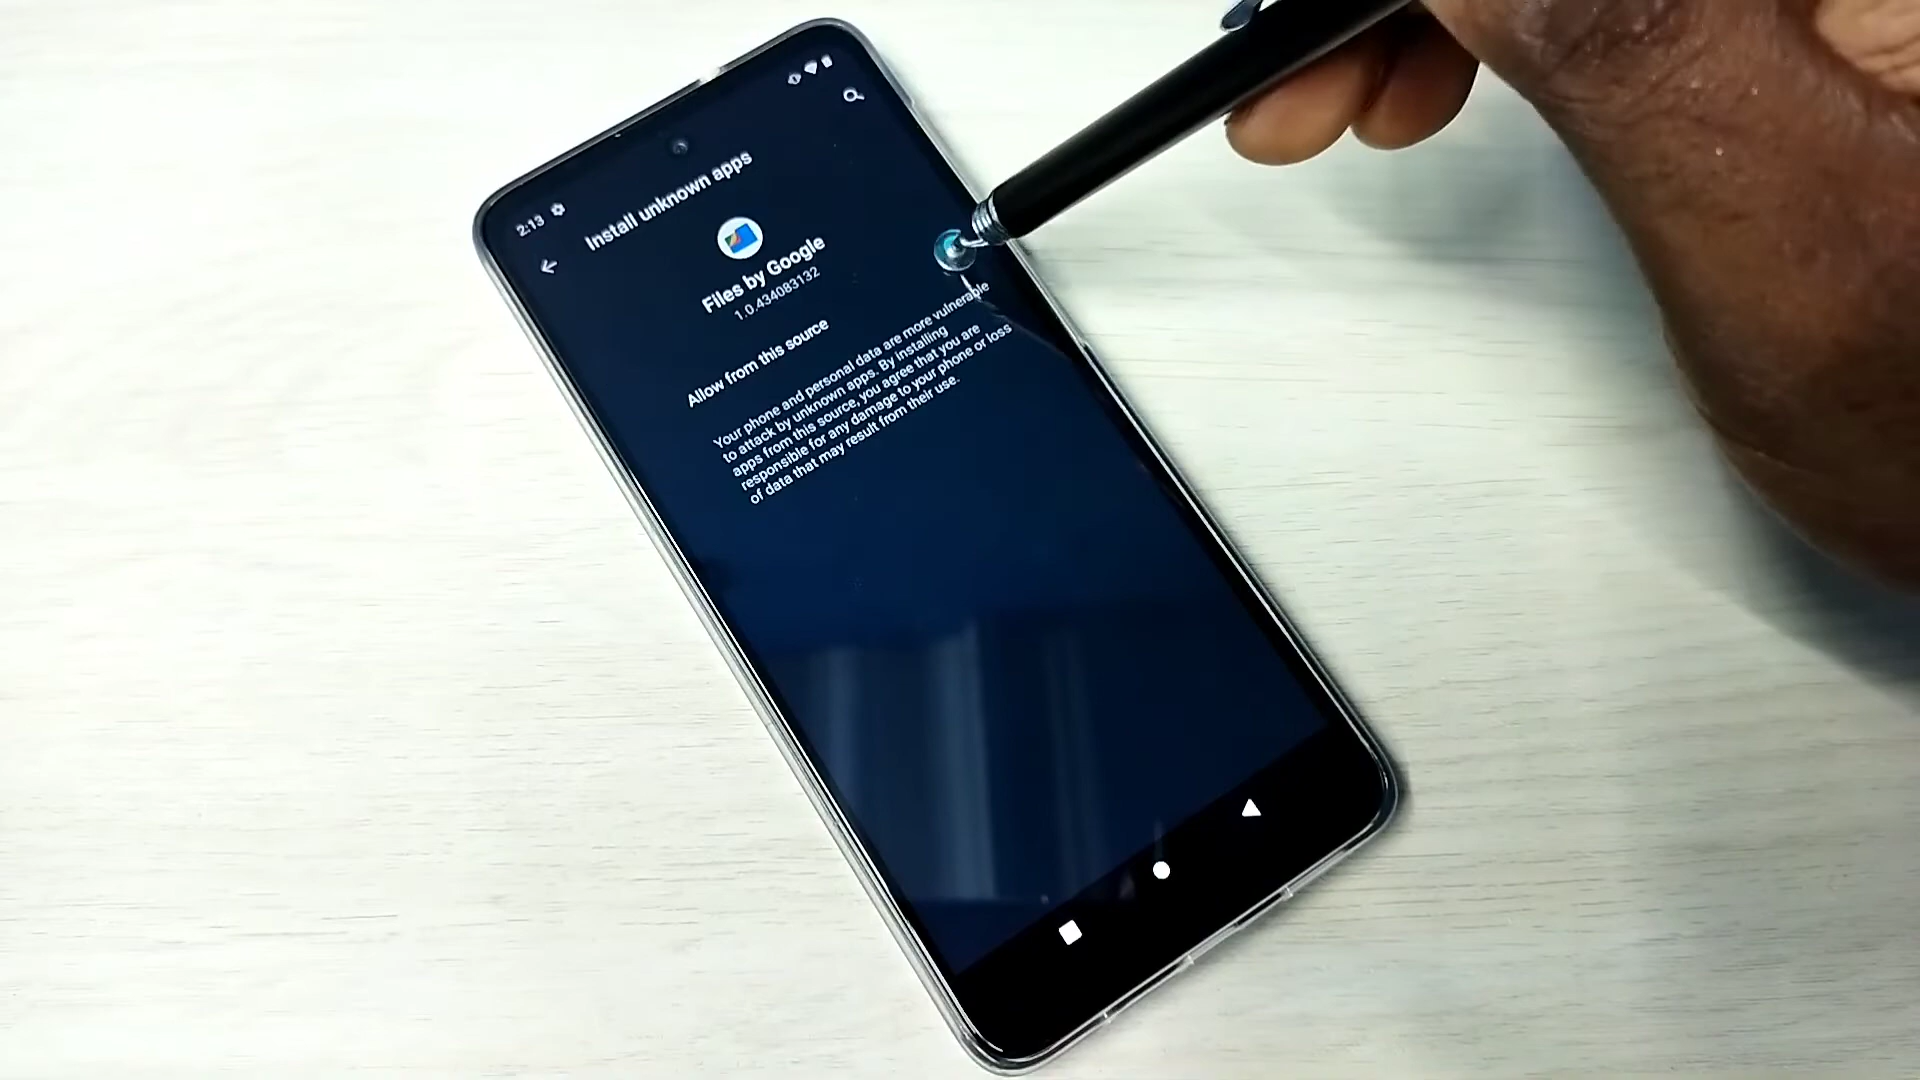 2:13
Install unknown apps
Files by Google
1.0.434083132
Allow from this source
Your phone and personal data are more vulnerable
to attack by unknown apps. By installing
apps from this source, you agree that you are
responsible for any damage to your phone or loss
of data that may result from their use.